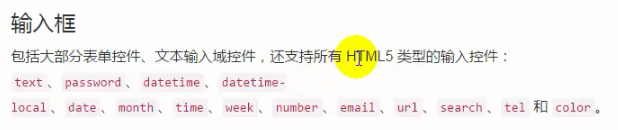 输入框
包括大部分表单控件、文本输入域控件，还支持所有 HTML5 类型的输入控件：
text、password、datetime、datetime-
local、date、month、time、week、number、email、url、search、tel 和 color。